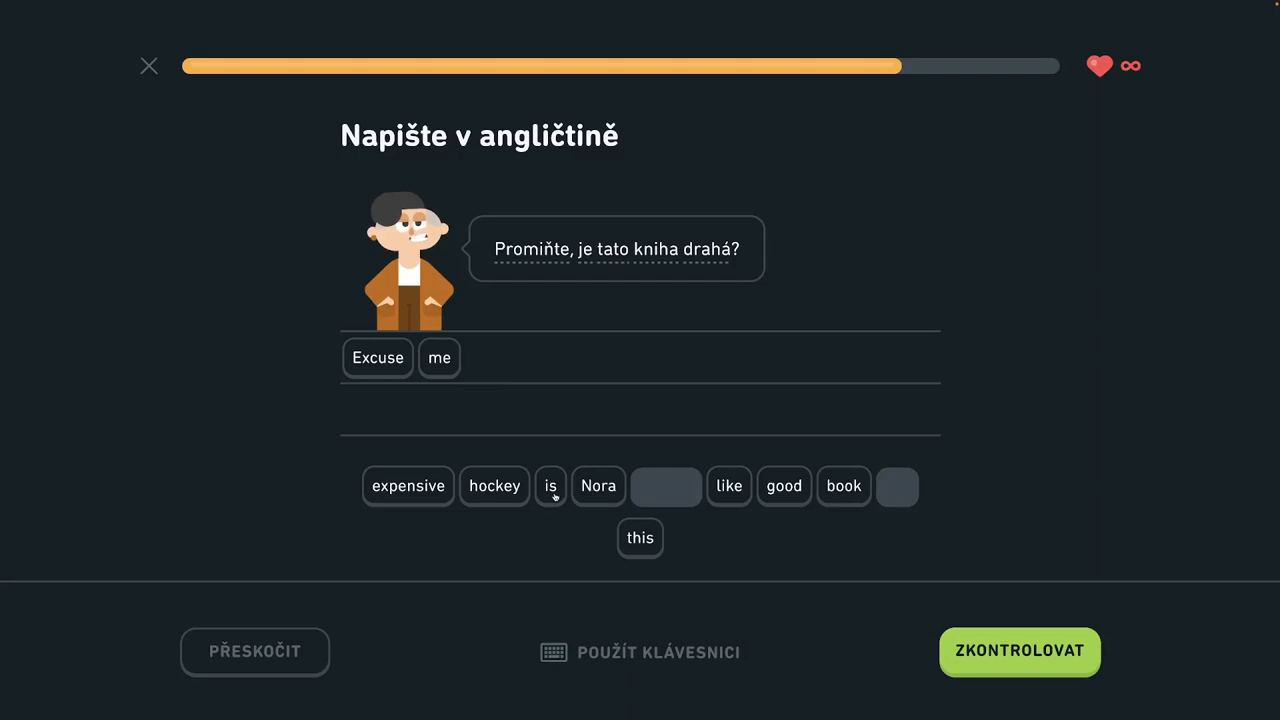 ∞
Napište v angličtině
Promiňte, je tato kniha drahá?
Excuse me
expensive hockey is Nora like good book
this
PŘESKOČIT POUŽÍT KLÁVESNICI ZKONTROLOVAT